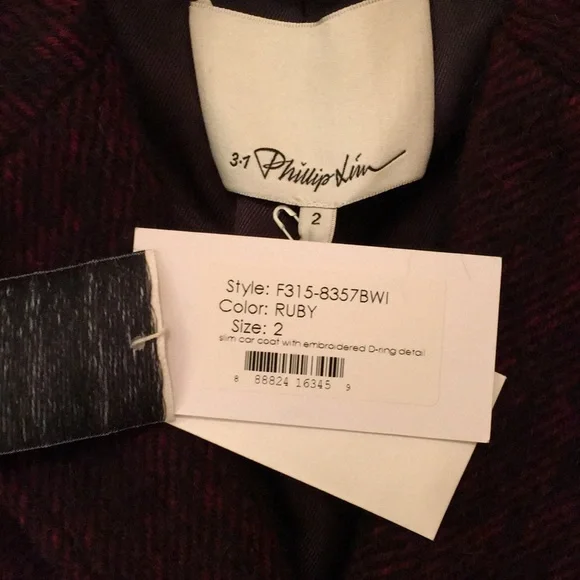 3.1 Phillip Lim
2
Style: F315-8357BWI
Color: RUBY
Size: 2
slim car coat with embroidered D-ring detail
8 88824 16345 9